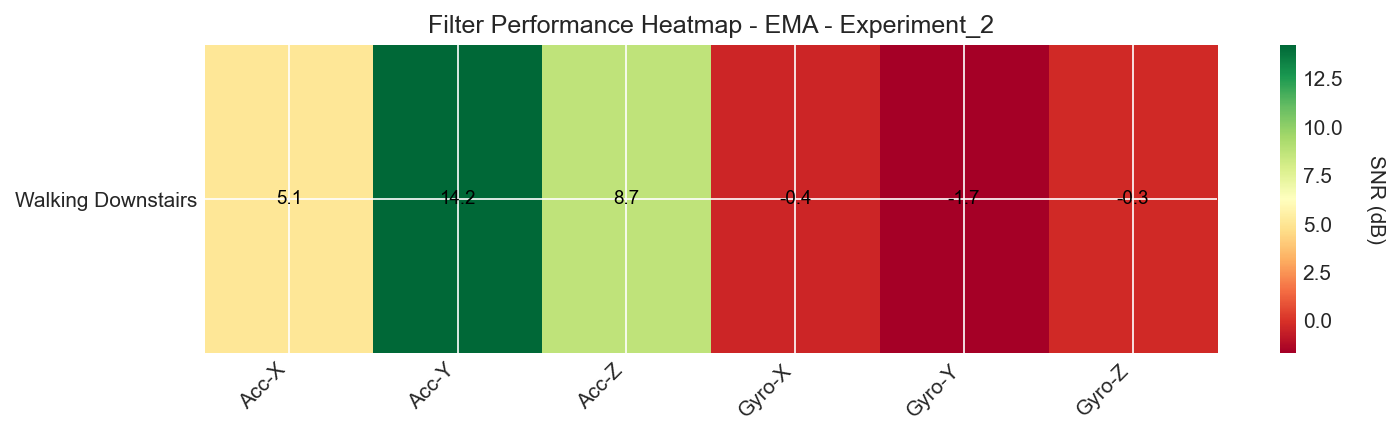 Filter Performance Heatmap - EMA - Experiment_2
Walking Downstairs
5.1
14.2
8.7
-0.4
-1.7
-0.3
Acc-X
Acc-Y
Acc-Z
Gyro-X
Gyro-Y
Gyro-Z
12.5
10.0
7.5
5.0
2.5
0.0
SNR (dB)